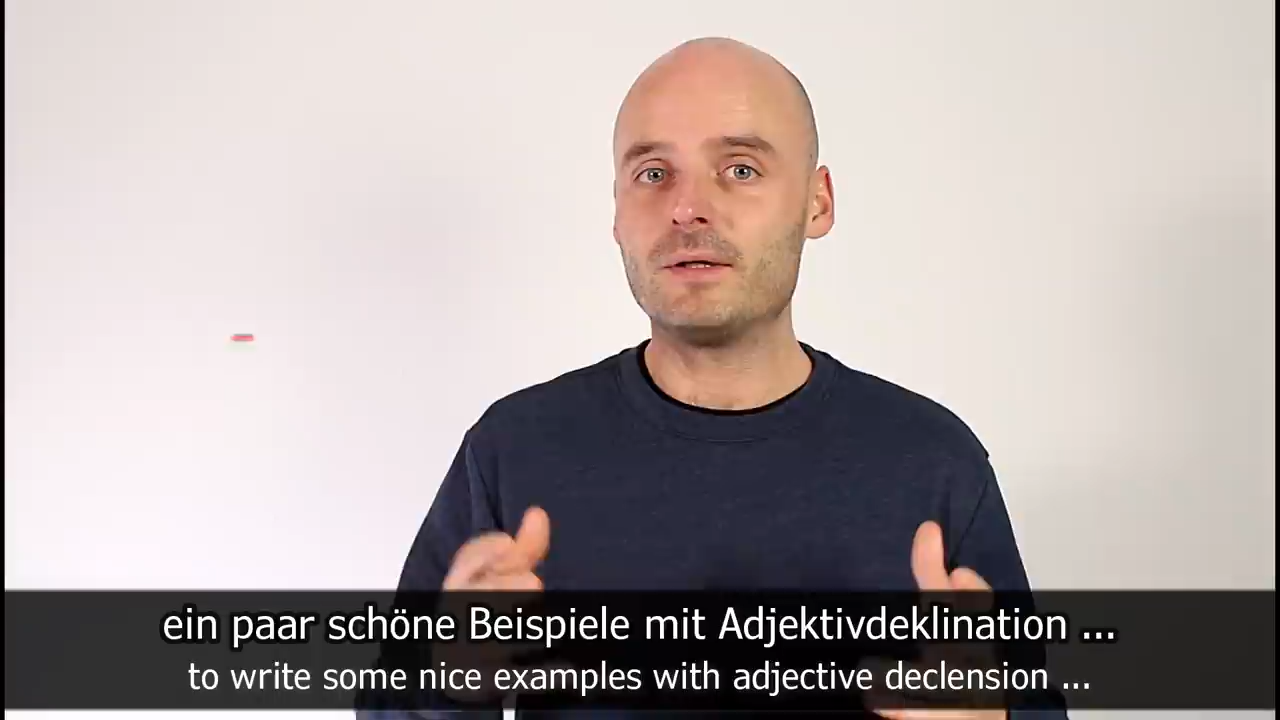 ein paar schöne Beispiele mit Adjektivdeklination ...
to write some nice examples with adjective declension ...